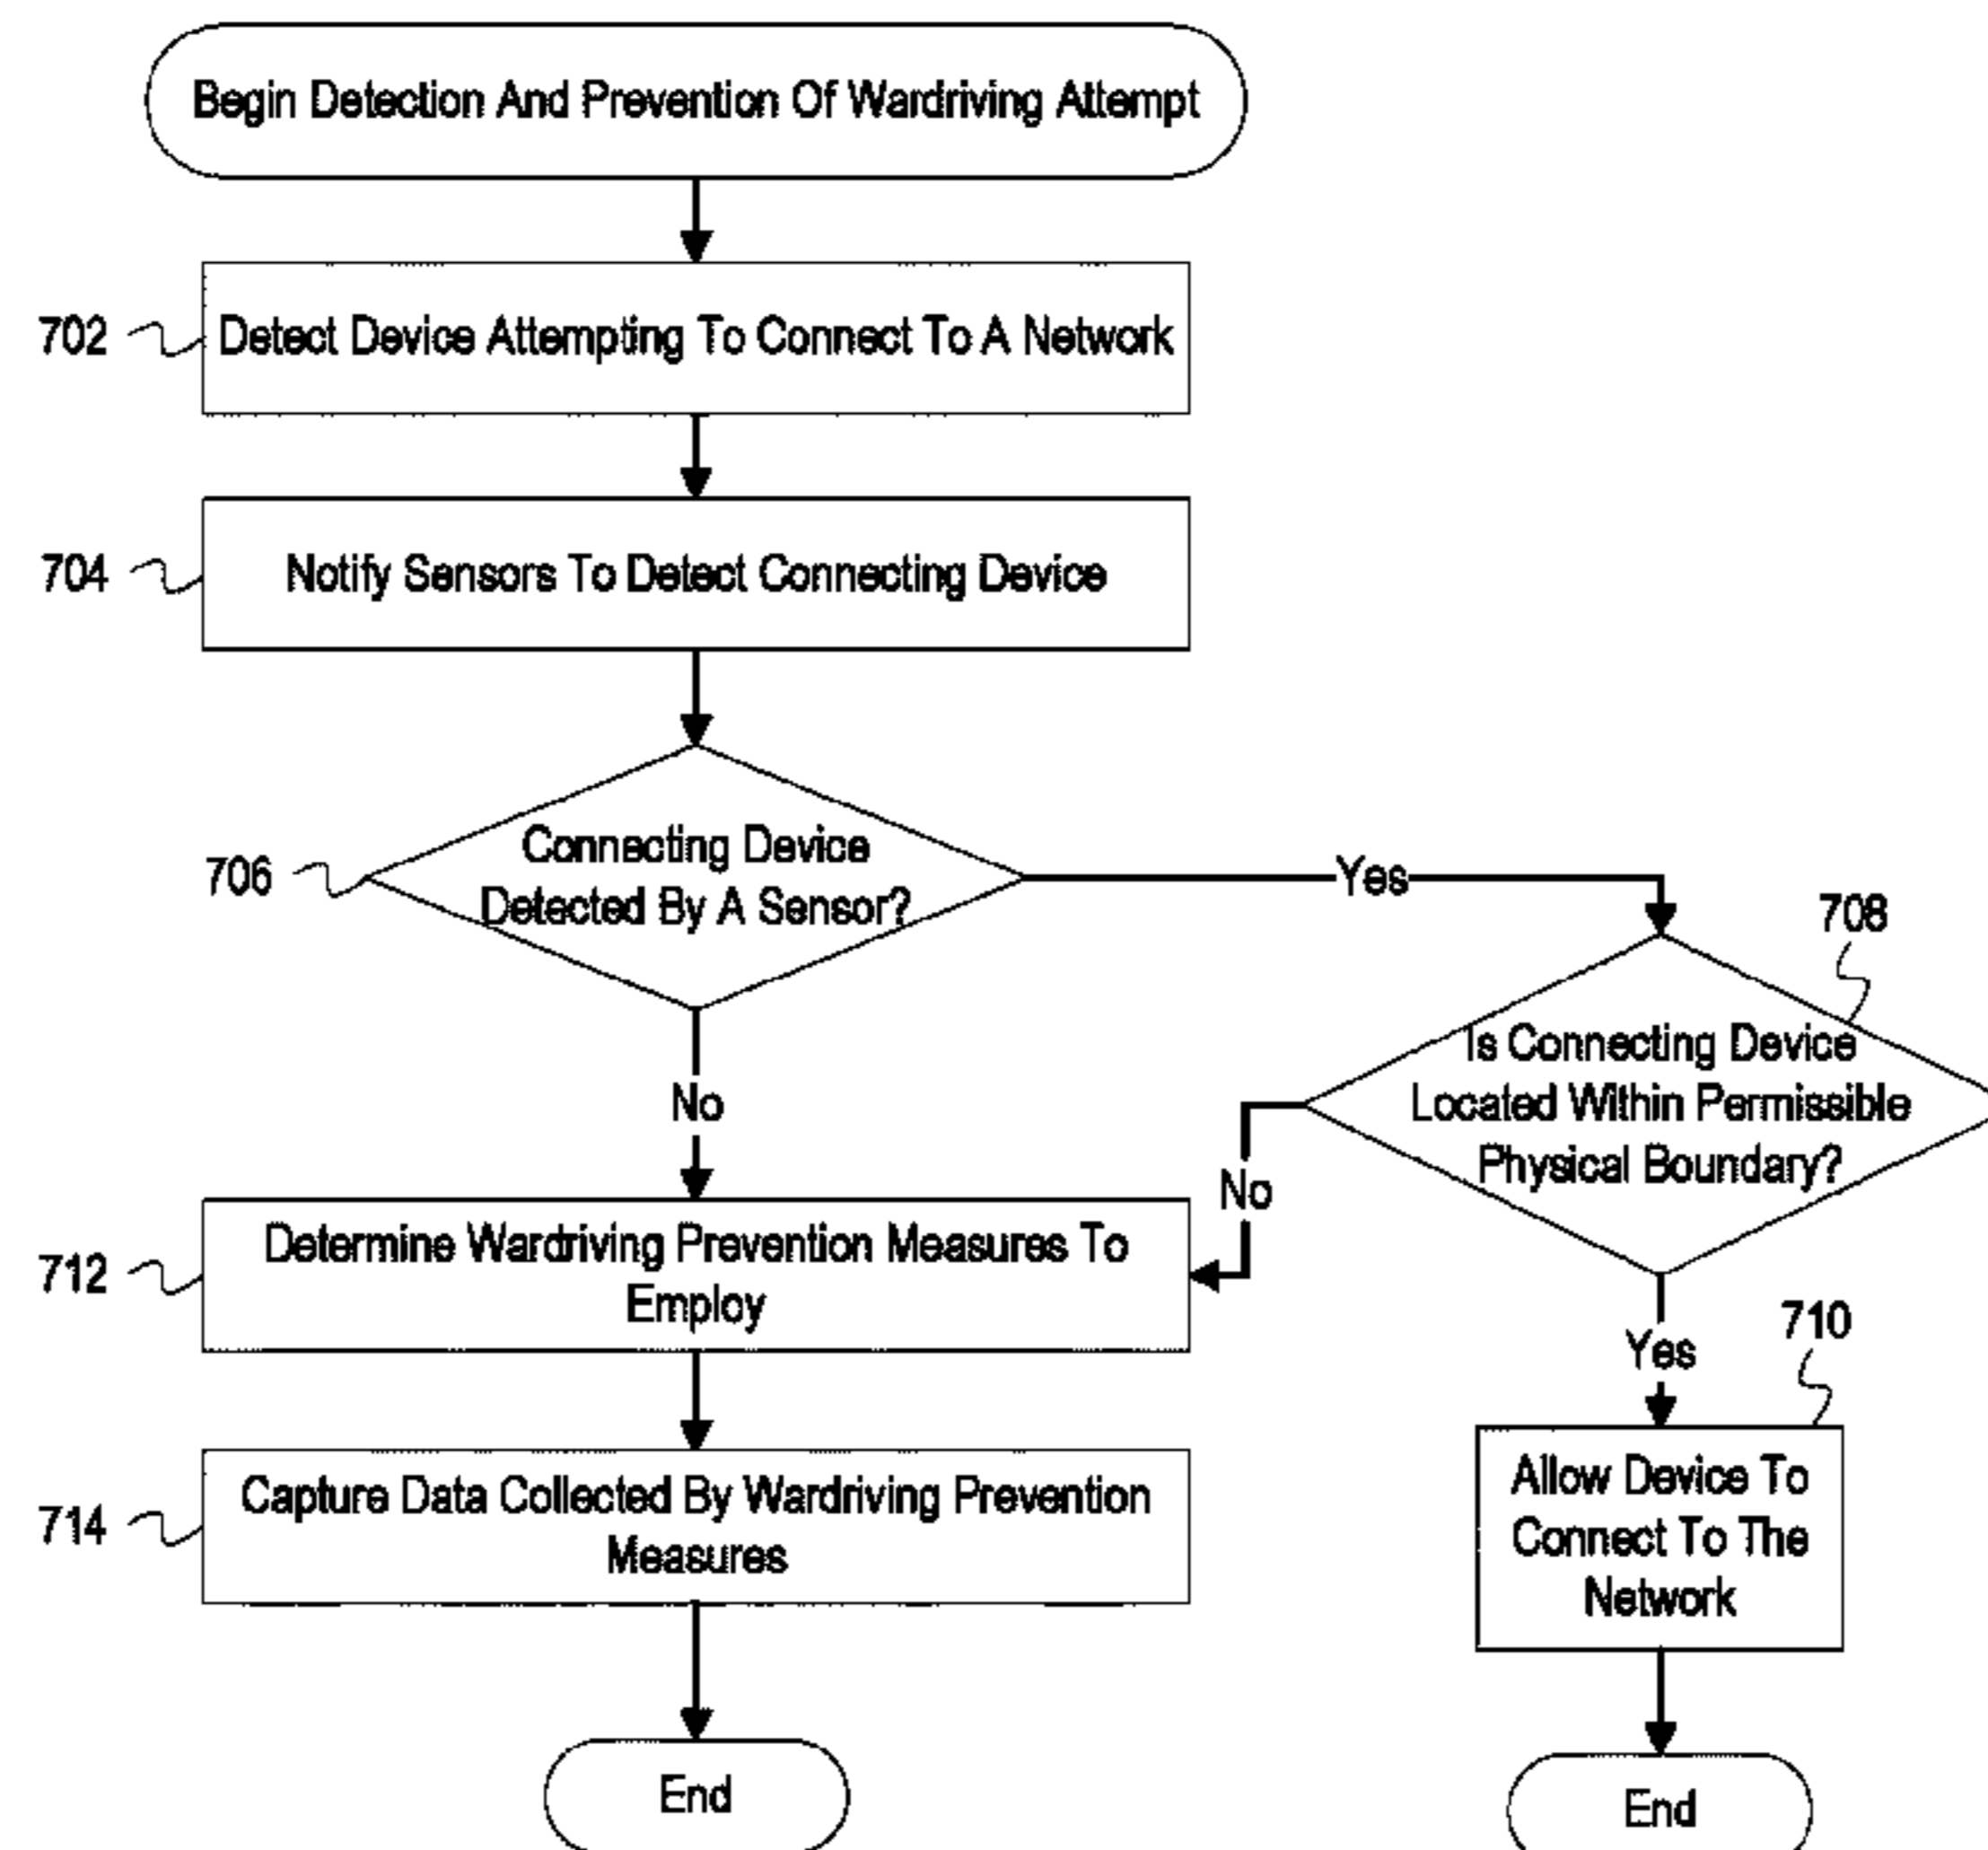 Begin Detection And Prevention Of Wardriving Attempt
702
Detect Device Attempting To Connect To A Network
704
Notify Sensors To Detect Connecting Device
706
Connecting Device
Detected By A Sensor?
Yes
708
Is Connecting Device
Located Within Permissible
Physical Boundary?
No
No
712
Determine Wardriving Prevention Measures To
Employ
Yes
710
714
Capture Data Collected By Wardriving Prevention
Measures
Allow Device To
Connect To The
Network
End
End